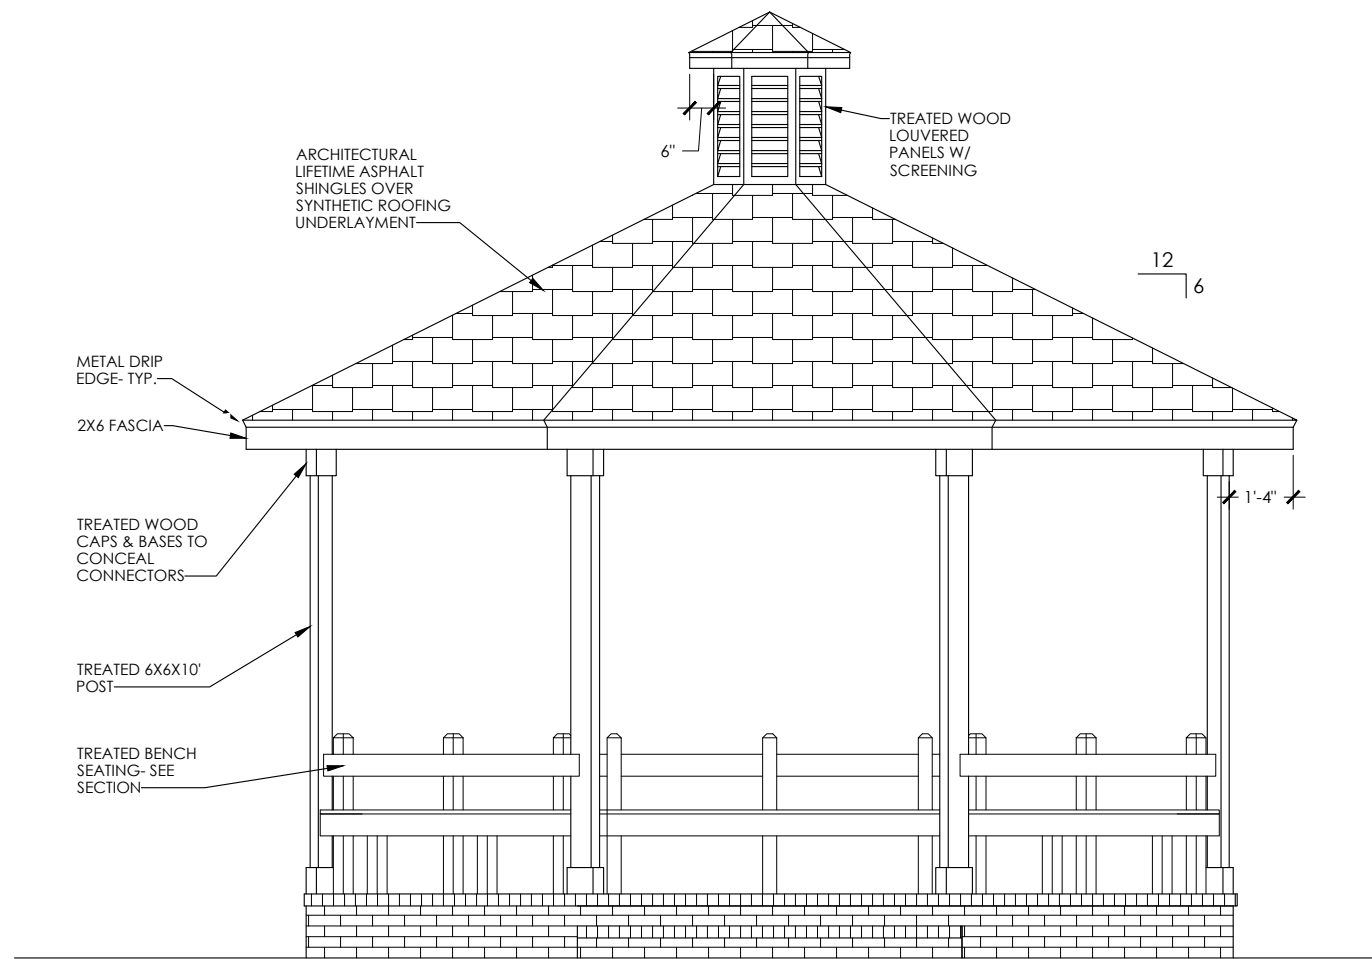 TREATED WOOD
LOUVERED
PANELS W/
SCREENING
6"
ARCHITECTURAL
LIFETIME ASPHALT
SHINGLES OVER
SYNTHETIC ROOFING
UNDERLAYMENT
12
6
METAL DRIP
EDGE- TYP.
2X6 FASCIA
1'-4"
TREATED WOOD
CAPS & BASES TO
CONCEAL
CONNECTORS
TREATED 6X6X10'
POST
TREATED BENCH
SEATING- SEE
SECTION